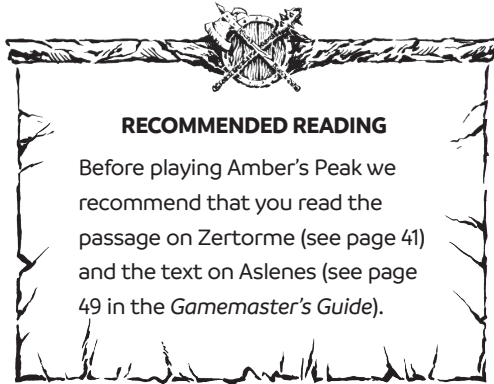 RECOMMENDED READING
Before playing Amber's Peak we
recommend that you read the
passage on Zertorme (see page 41)
and the text on Aslenes (see page
49 in the Gamemaster's Guide).